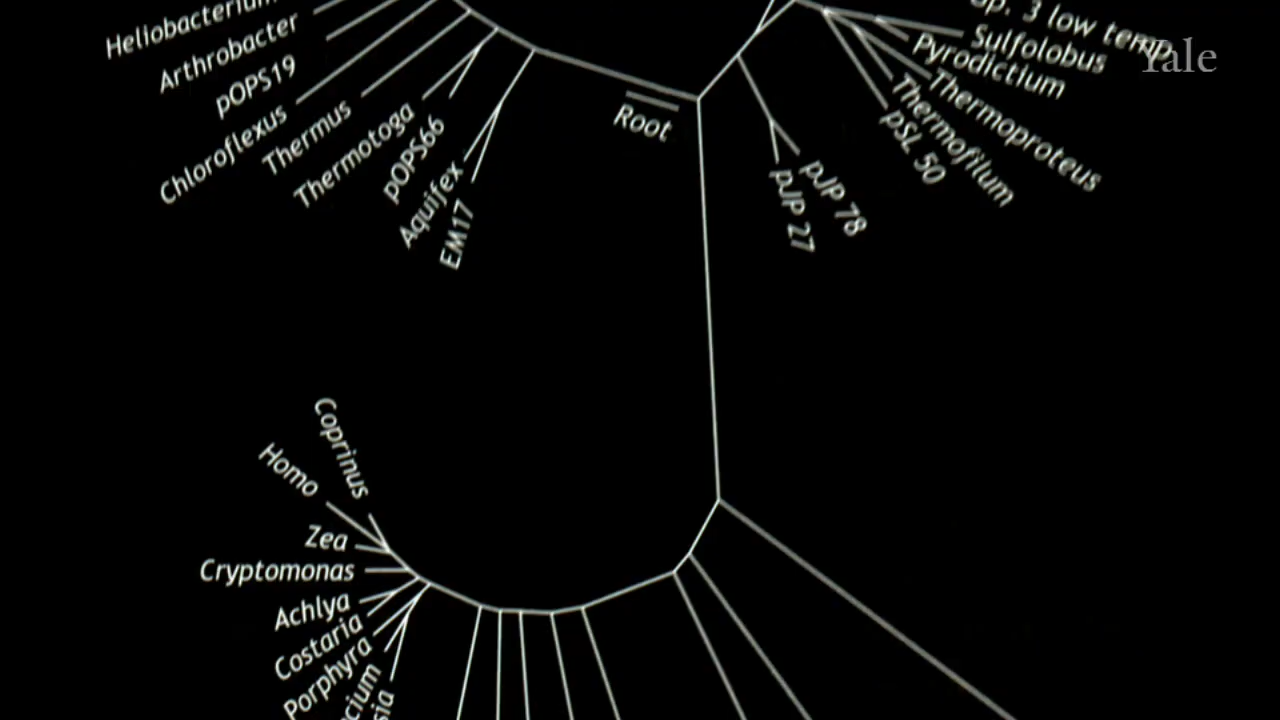 Heliobacterium
Arthrobacter
pOPS19
Chloroflexus
Thermus
Thermotoga
pOPS66
Aquifex
EM17
Root
3 low temp
Sulfolobus
Pyrodictium
Thermoproteus
Thermofilum
pSL 50
pJP 78
pJP 27
Yale
Coprinus
Homo
Zea
Cryptomonas
Achlya
Costaria
Porphyra